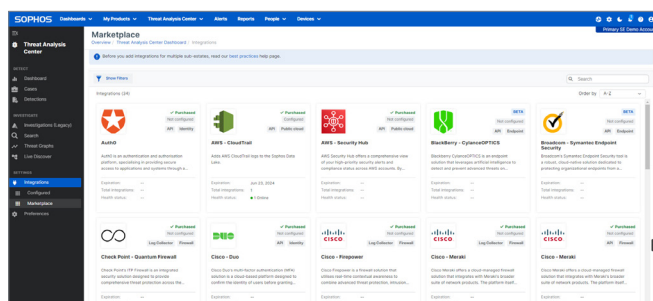 SOPHOS Dashboards My Products Threat Analysis Center Alerts Reports People Devices
Primary SE Demo Accou
Threat Analysis Center
DETECT
Dashboard
Cases
Detections
INVESTIGATE
Investigations (Legacy)
Search
Threat Graphs
Live Discover
SETTINGS
Integrations
Configured
Marketplace
Preferences
Marketplace
Overview / Threat Analysis Center Dashboard / Integrations
Before you add integrations for multiple sub-estates, read our best practices help page.
Show filters
Search
Integrations (94)
Order by A-Z
Purchased
Not configured
API Identity
Auth0
Auth0 is an authentication and authorisation
platform, specialising in providing secure
access to applications and systems through a...
Expiration: --
Total integrations: --
Health status: --
Purchased
Configured
API Public cloud
AWS - CloudTrail
Adds AWS CloudTrail logs to the Sophos Data
Lake.
Expiration: Jun 23, 2024
Total integrations: 1
Health status: 1 Online
Purchased
Not configured
API Public cloud
AWS - Security Hub
AWS Security Hub offers a comprehensive view
of your high-priority security alerts and
compliance status across AWS accounts. By...
Expiration: --
Total integrations: --
Health status: --
BETA
Not configured
API Endpoint
BlackBerry - CylanceOPTICS
BlackBerry CylanceOPTICS is an endpoint
solution that leverages artificial intelligence to
detect and prevent advanced threats on...
Expiration: --
Total integrations: --
Health status: --
BETA
Not configured
API Endpoint
Broadcom - Symantec Endpoint
Security
Broadcom's Symantec Endpoint Security Hub is
a robust, cloud-native solution dedicated to
protecting organizational endpoints from a...
Expiration: --
Total integrations: --
Health status: --
Purchased
Not configured
Log Collector Firewall
Check Point - Quantum Firewall
Check Point's ITP Firewall is an integrated
security solution designed to provide
comprehensive threat protection across the...
Expiration: --
DUO
Purchased
Not configured
API Identity
Cisco - Duo
Cisco Duo's multi-factor authentication (MFA)
solution is a cloud-based platform designed to
confirm the identity of users before granting...
Expiration: --
CISCO
Purchased
Not configured
Log Collector Firewall
Cisco - Firepower
Cisco Firepower is a firewall solution that
utilises real-time contextual awareness to
combine advanced threat protection, intrusion...
Expiration: --
CISCO
Purchased
Not configured
Log Collector Firewall
Cisco - Meraki
Cisco Meraki offers a cloud-managed firewall
solution that integrates with Meraki's broader
suite of network products. The platform itself...
Expiration: --
CISCO
Purchased
Not configured
API Firewall
Cisco - Meraki
Cisco Meraki offers a cloud-managed firewall
solution that integrates with Meraki's broader
suite of network products. The platform itself...
Expiration: --